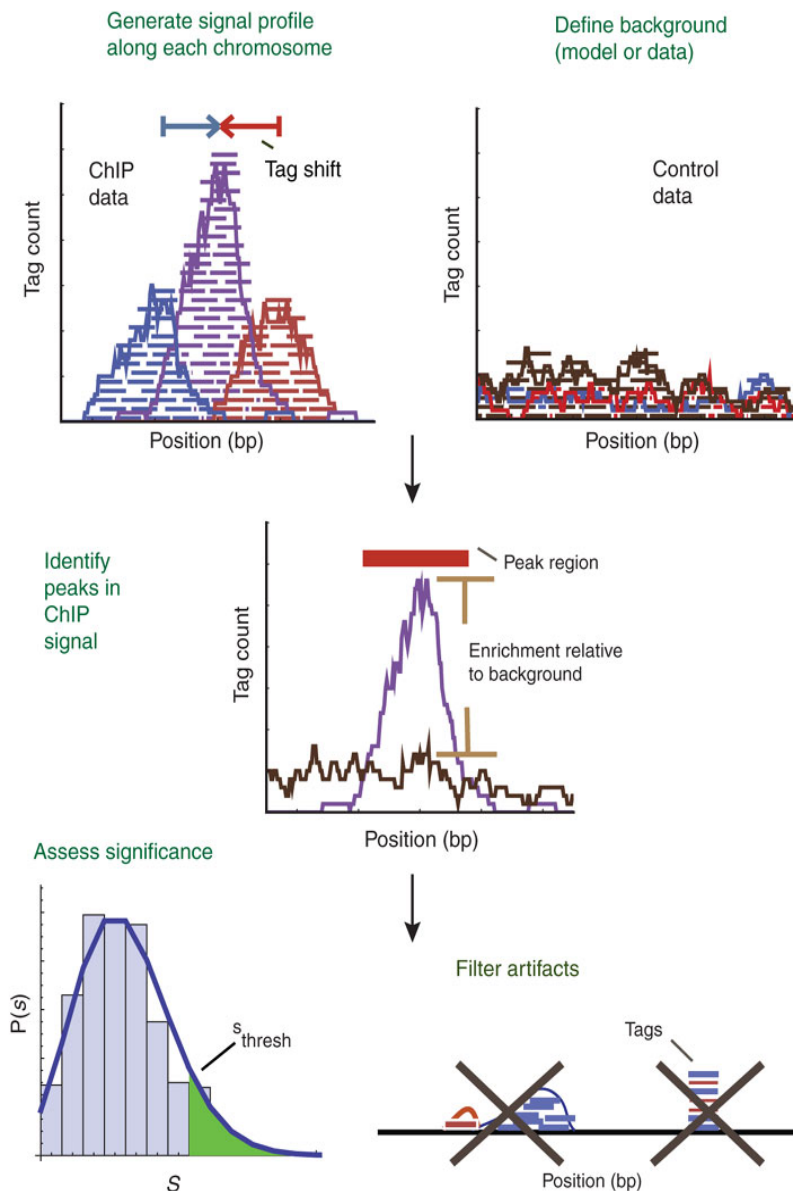 Generate signal profile
along each chromosome
Define background
(model or data)
ChIP
data
Tag shift
Tag count
Position (bp)
Control
data
Tag count
Position (bp)
Identify
peaks in
ChIP
signal
Peak region
Enrichment relative
to background
Tag count
Position (bp)
Assess significance
P(s)
s
thresh
S
Filter artifacts
Tags
Position (bp)